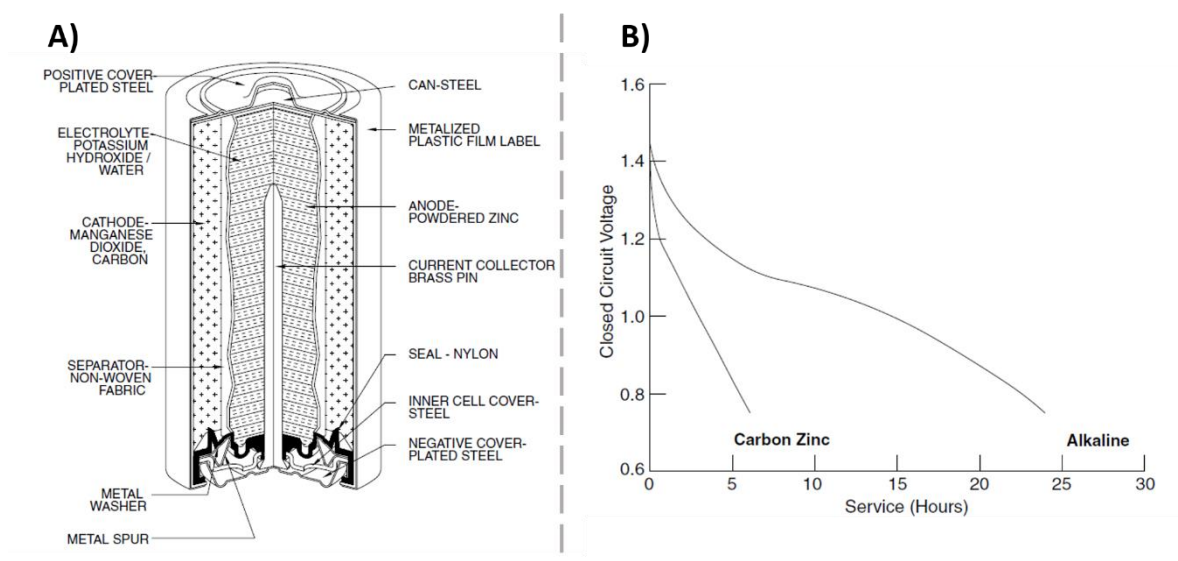 A)
POSITIVE COVER-
PLATED STEEL
ELECTROLYTE
POTASSIUM
HYDROXIDE /
WATER
CATHODE-
MANGANESE
DIOXIDE,
CARBON
SEPARATOR-
NON-WOVEN
FABRIC
METAL
WASHER
METAL SPUR
CAN-STEEL
METALIZED
PLASTIC FILM LABEL
ANODE-
POWDERED ZINC
CURRENT COLLECTOR
BRASS PIN
SEAL - NYLON
INNER CELL COVER-
STEEL
NEGATIVE COVER-
PLATED STEEL
B)
Closed Circuit Voltage
1.6
1.4
1.2
1.0
0.8
0.6
Carbon Zinc
Alkaline
0 5 10 15 20 25 30
Service (Hours)